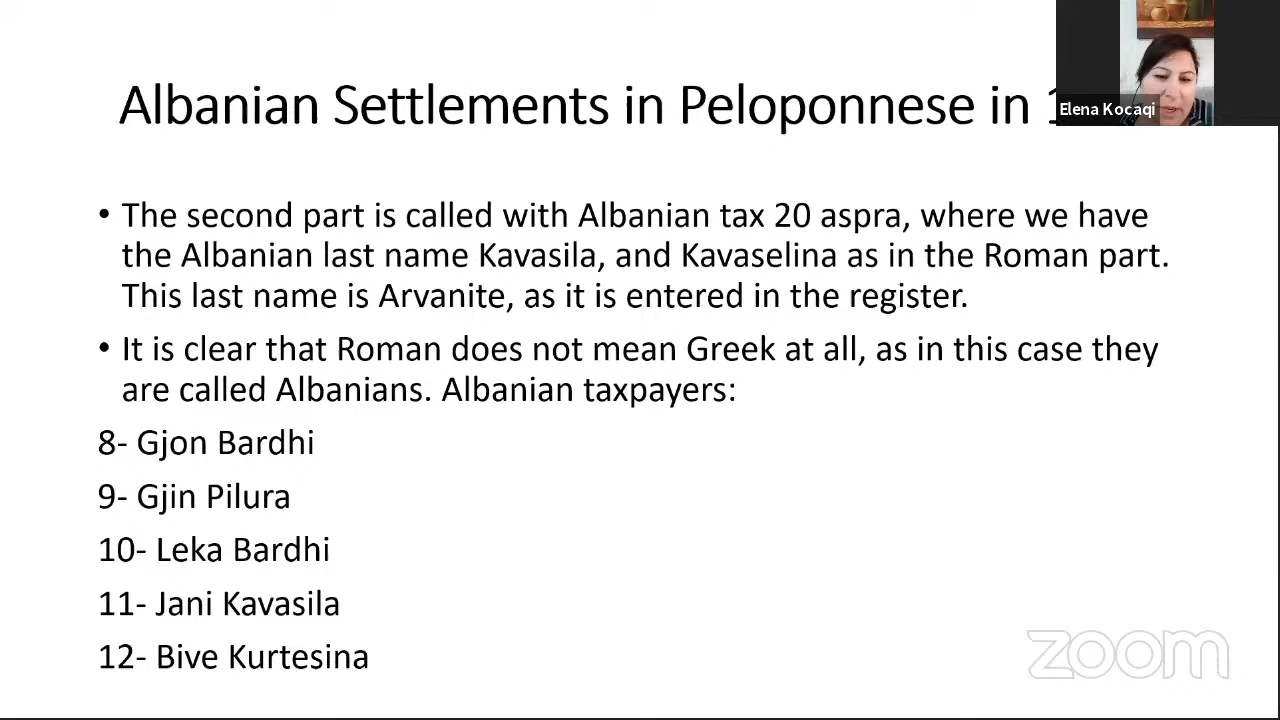 Albanian Settlements in Peloponnese in
Elena Kocaqi
• The second part is called with Albanian tax 20 aspra, where we have
the Albanian last name Kavasila, and Kavaselina as in the Roman part.
This last name is Arvanite, as it is entered in the register.
• It is clear that Roman does not mean Greek at all, as in this case they
are called Albanians. Albanian taxpayers:
8- Gjon Bardhi
9- Gjin Pilura
10- Leka Bardhi
11- Jani Kavasila
12- Bive Kurtesina
zoom